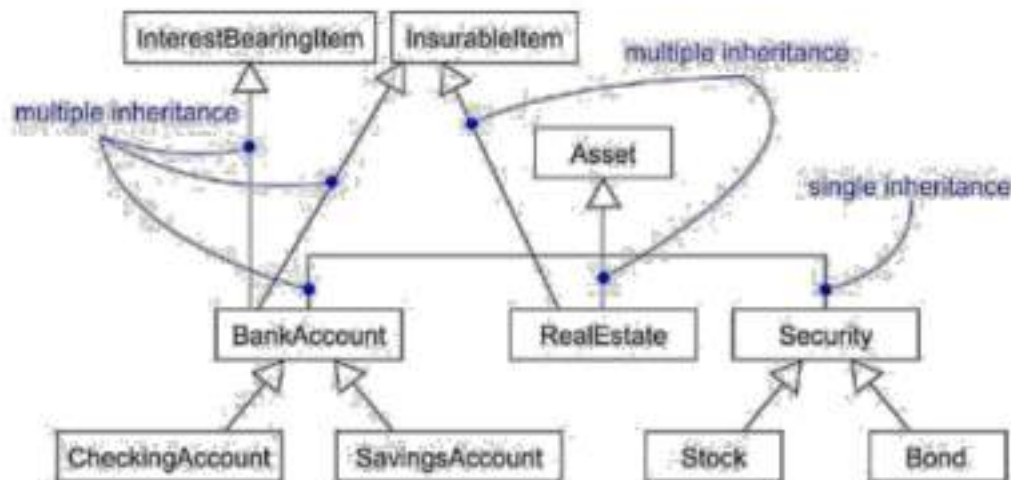 InterestBearingItem
InsurableItem
multiple inheritance
multiple inheritance
Asset
single inheritance
BankAccount
RealEstate
Security
CheckingAccount
SavingsAccount
Stock
Bond